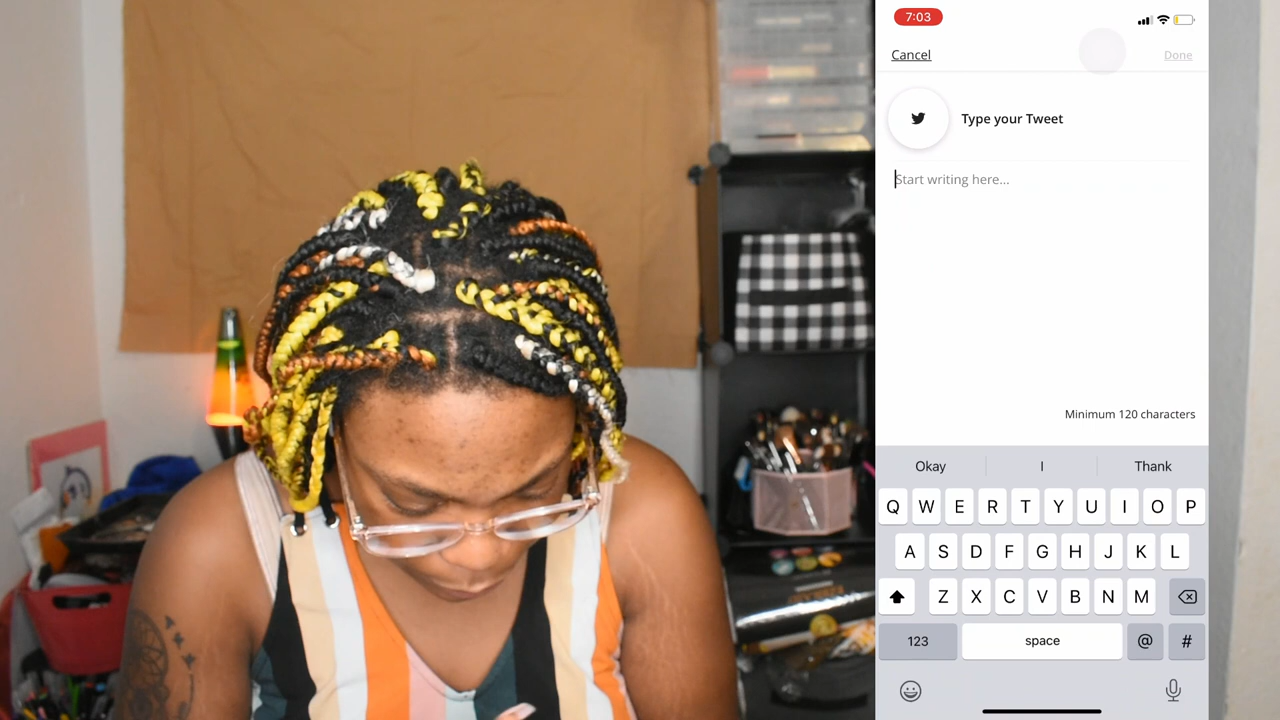 7:03
Cancel
Done
Type your Tweet
Start writing here...
Minimum 120 characters
Okay I Thank
Q W E R T Y U I O P
A S D F G H J K L
Z X C V B N M
123 space @ #